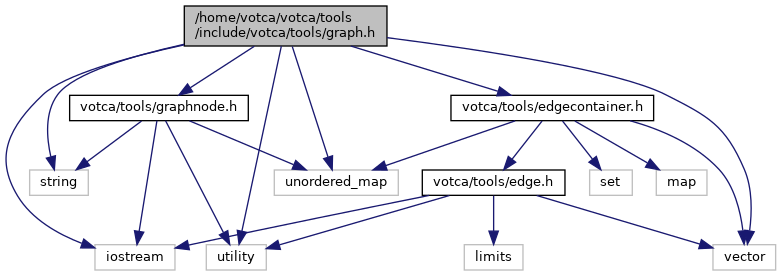 /home/votca/votca/tools
/include/votca/tools/graph.h
votca/tools/graphnode.h
votca/tools/edgecontainer.h
string
unordered_map
votca/tools/edge.h
set
map
iostream
utility
limits
vector